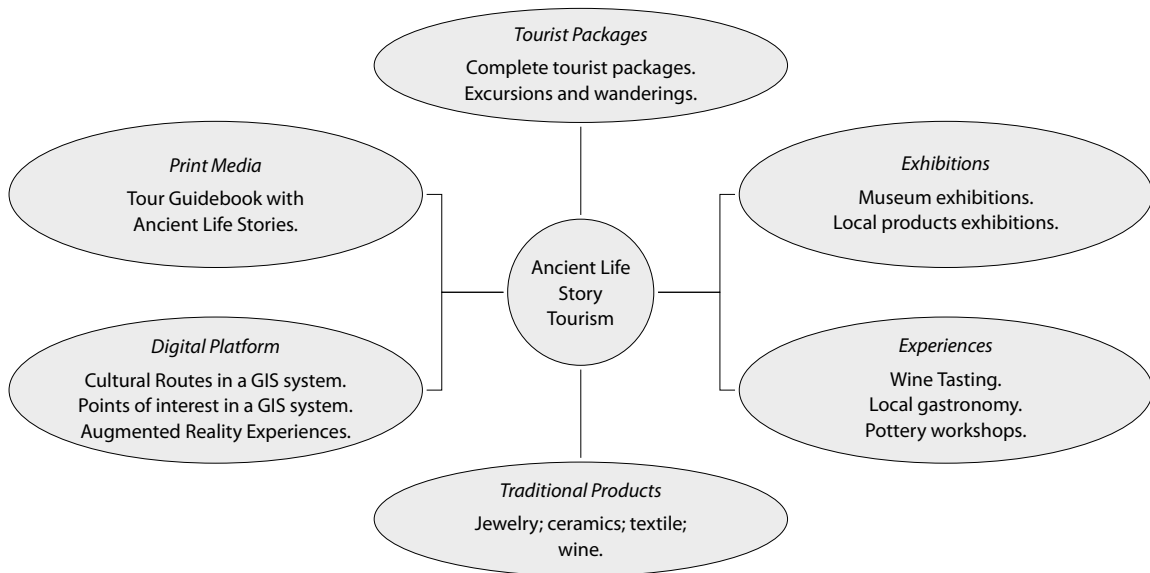 Tourist Packages
Complete tourist packages.
Excursions and wanderings.
Print Media
Tour Guidebook with
Ancient Life Stories.
Exhibitions
Museum exhibitions.
Local products exhibitions.
Ancient Life
Story
Tourism
Digital Platform
Cultural Routes in a GIS system.
Points of interest in a GIS system.
Augmented Reality Experiences.
Experiences
Wine Tasting.
Local gastronomy.
Pottery workshops.
Traditional Products
Jewelry; ceramics; textile;
wine.